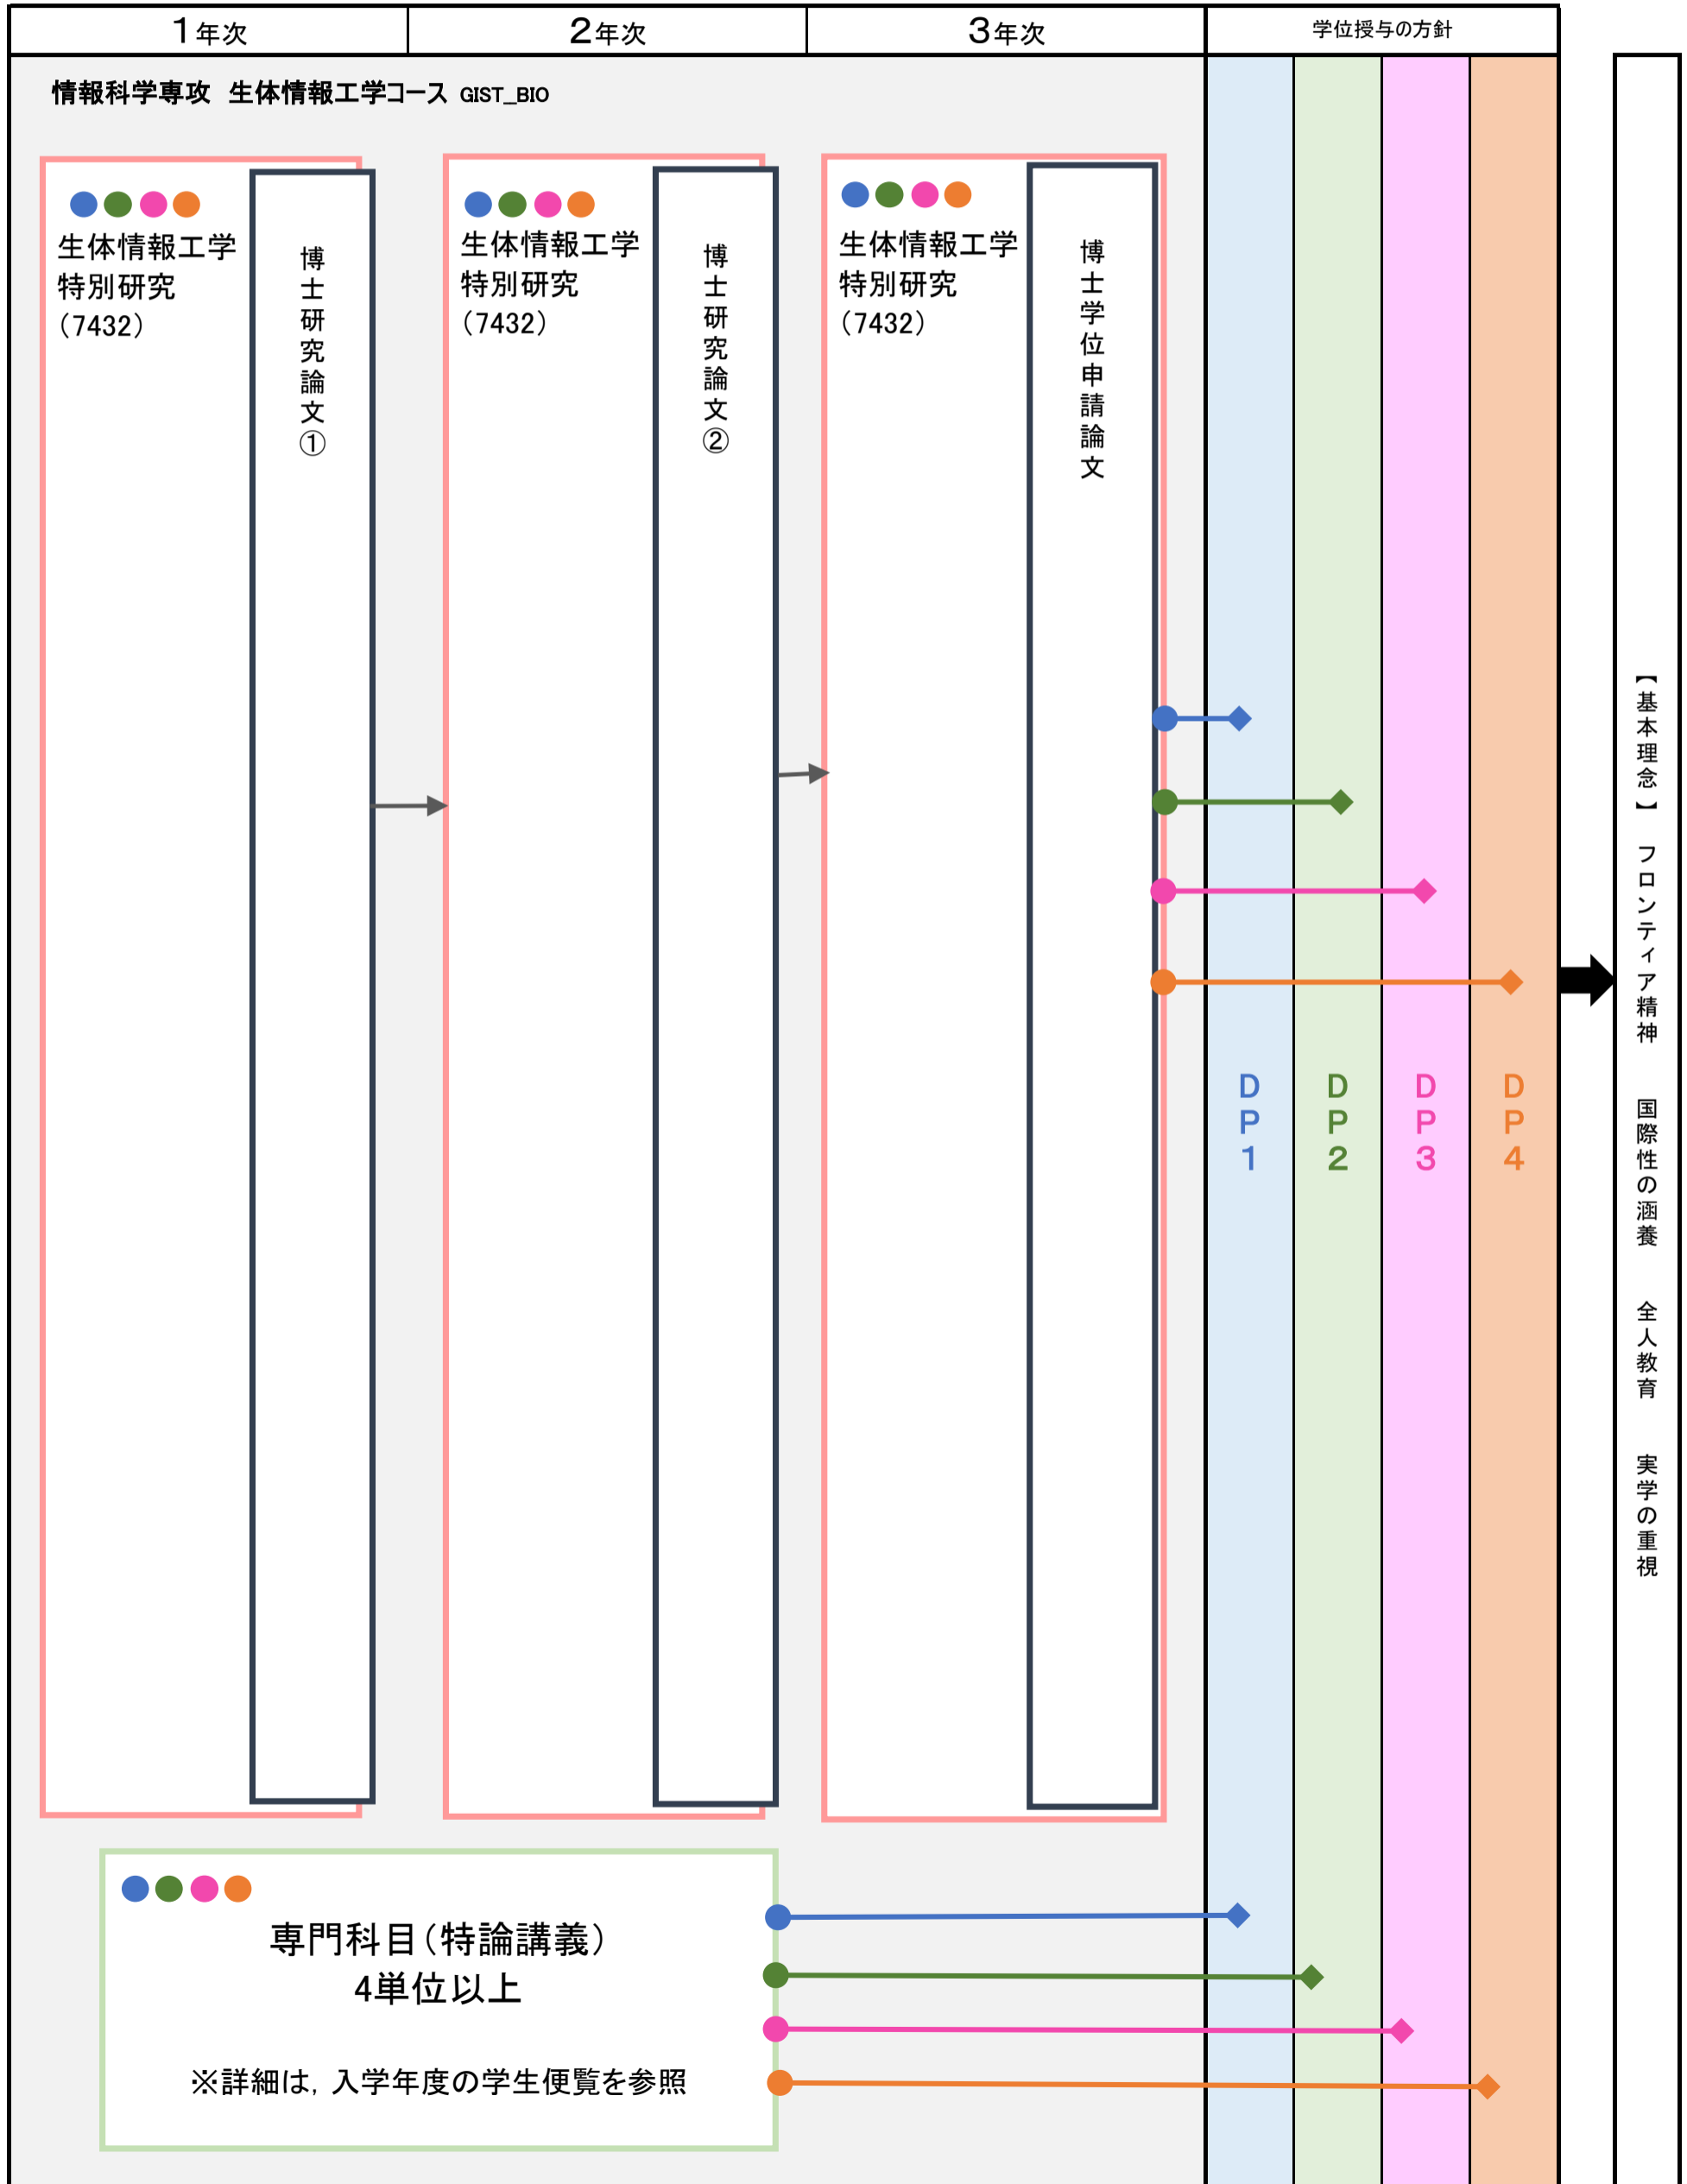 1年次
2年次
3年次
学位授与の方針
情報科学専攻　生体情報工学コース GIST_BIO
生体情報工学
特別研究
(7432)
博士研究論文①
生体情報工学
特別研究
(7432)
博士研究論文②
生体情報工学
特別研究
(7432)
博士学位申請論文
DP1
DP2
DP3
DP4
【基本理念】　フロンティア精神　国際性の涵養　全人教育　実学の重視
専門科目(特論講義)
4単位以上
※詳細は，入学年度の学生便覧を参照